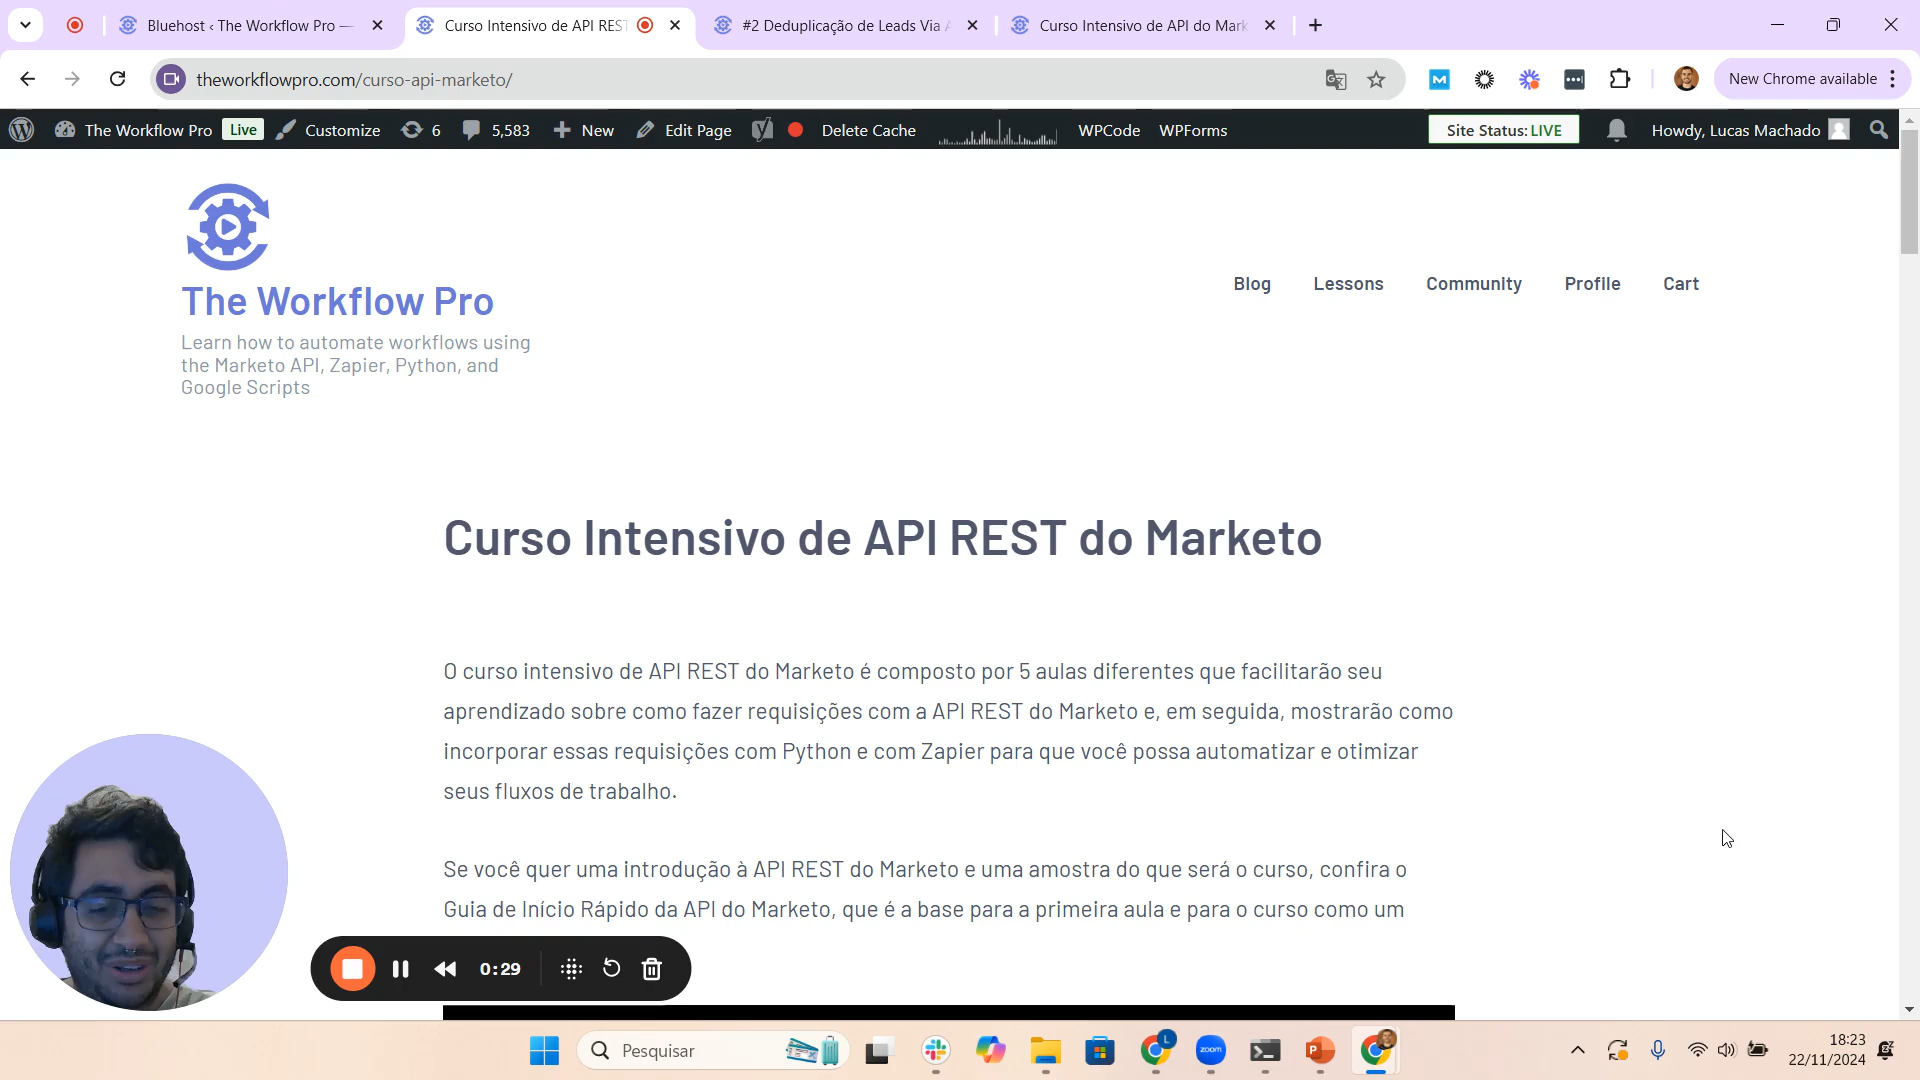 Bluehost ‹ The Workflow Pro —
Curso Intensivo de API REST
#2 Deduplicação de Leads Via A
Curso Intensivo de API do Mark
theworkflowpro.com/curso-api-marketo/
New Chrome available
The Workflow Pro Live Customize 6 5,583 New Edit Page Delete Cache WPCode WPForms Site Status: LIVE Howdy, Lucas Machado
The Workflow Pro
Learn how to automate workflows using
the Marketo API, Zapier, Python, and
Google Scripts
Blog Lessons Community Profile Cart
Curso Intensivo de API REST do Marketo
O curso intensivo de API REST do Marketo é composto por 5 aulas diferentes que facilitarão seu
aprendizado sobre como fazer requisições com a API REST do Marketo e, em seguida, mostrarão como
incorporar essas requisições com Python e com Zapier para que você possa automatizar e otimizar
seus fluxos de trabalho.
Se você quer uma introdução à API REST do Marketo e uma amostra do que será o curso, confira o
Guia de Início Rápido da API do Marketo, que é a base para a primeira aula e para o curso como um
0:29
Pesquisar
L
zoom
18:23
22/11/2024